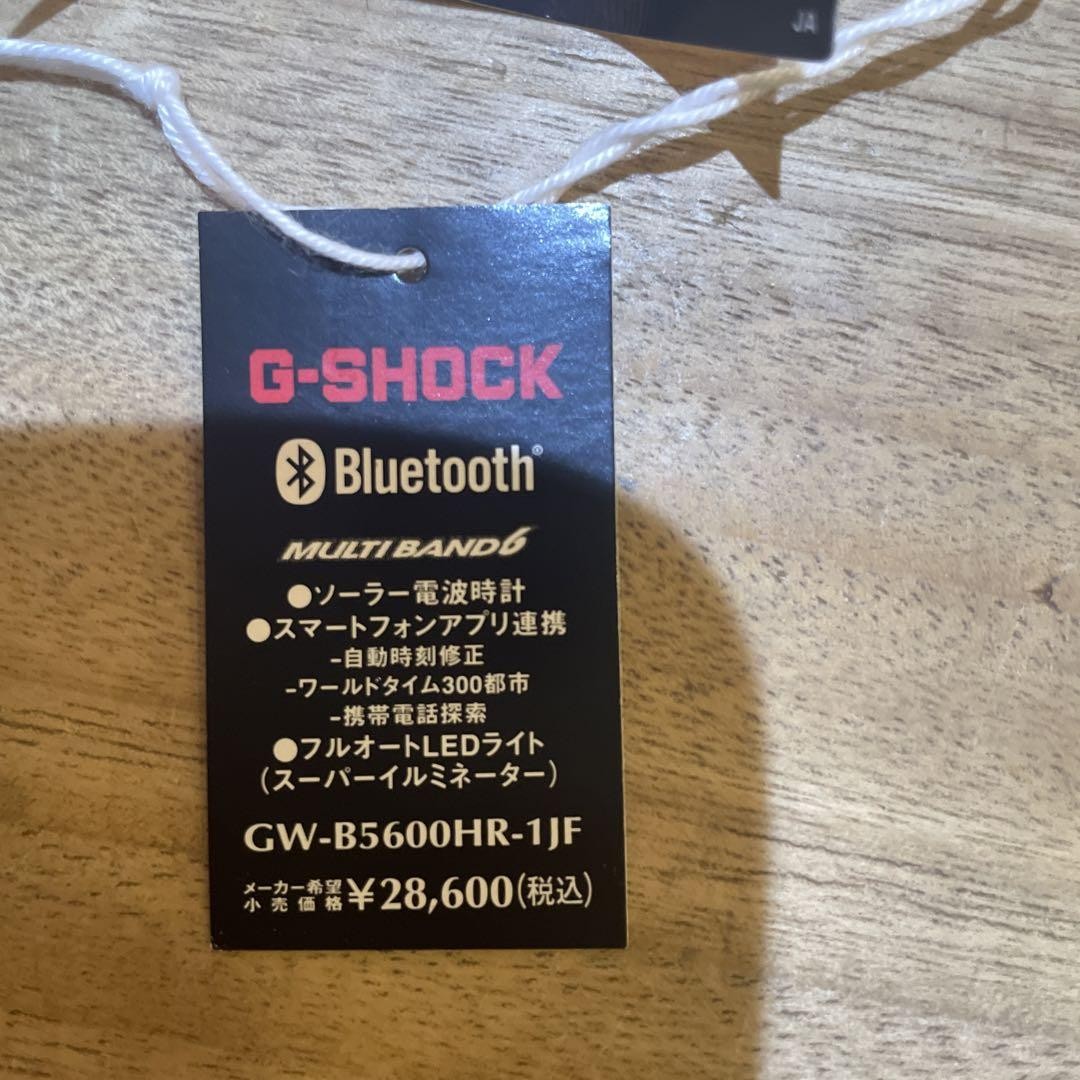 JA
G-SHOCK
Bluetooth®
MULTI BAND 6
●ソーラー電波時計
●スマートフォンアプリ連携
-自動時刻修正
-ワールドタイム300都市
-携帯電話探索
●フルオートLEDライト
(スーパーイルミネーター)
GW-B5600HR-1JF
メーカー希望小売価格 ¥28,600(税込)